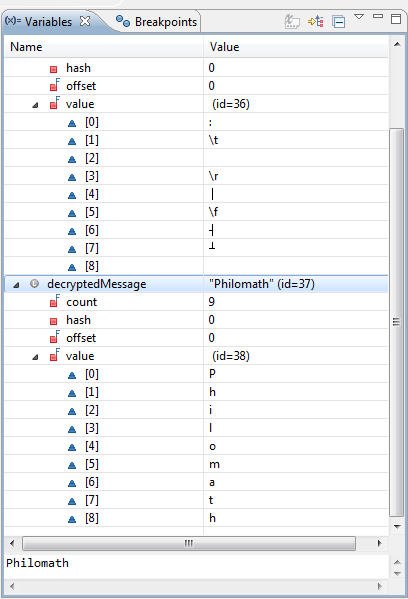 (x)= Variables Breakpoints
Name Value
hash 0
offset 0
value (id=36)
[0] :
[1] \t
[2]
[3] \r
[4] |
[5] \f
[6] ┤
[7] ┴
[8]
decryptedMessage "Philomath" (id=37)
count 9
hash 0
offset 0
value (id=38)
[0] P
[1] h
[2] i
[3] l
[4] o
[5] m
[6] a
[7] t
[8] h
Philomath